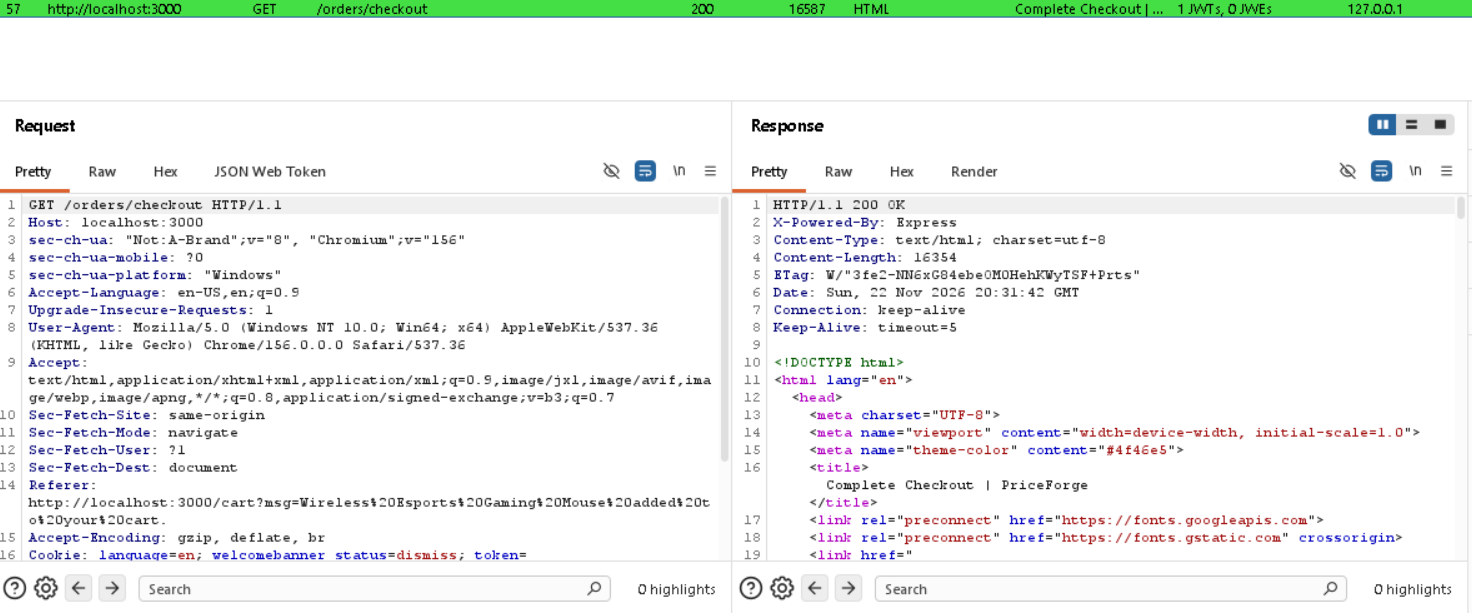 57 http://localhost:3000 GET /orders/checkout 200 16587 HTML Complete Checkout | ... 1 JWTs, 0 JWEs 127.0.0.1
Request
Pretty Raw Hex JSON Web Token \n
1 GET /orders/checkout HTTP/1.1
2 Host: localhost:3000
3 sec-ch-ua: "Not:A-Brand";v="8", "Chromium";v="156"
4 sec-ch-ua-mobile: ?0
5 sec-ch-ua-platform: "Windows"
6 Accept-Language: en-US,en;q=0.9
7 Upgrade-Insecure-Requests: 1
8 User-Agent: Mozilla/5.0 (Windows NT 10.0; Win64; x64) AppleWebKit/537.36
(KHTML, like Gecko) Chrome/156.0.0.0 Safari/537.36
9 Accept:
text/html,application/xhtml+xml,application/xml;q=0.9,image/jxl,image/avif,ima
ge/webp,image/apng,*/*;q=0.8,application/signed-exchange;v=b3;q=0.7
10 Sec-Fetch-Site: same-origin
11 Sec-Fetch-Mode: navigate
12 Sec-Fetch-User: ?1
13 Sec-Fetch-Dest: document
14 Referer:
http://localhost:3000/cart?msg=Wireless%20Esports%20Gaming%20Mouse%20added%20t
o%20your%20cart.
15 Accept-Encoding: gzip, deflate, br
16 Cookie: language=en; welcomebanner_status=dismiss; token=
Search 0 highlights
Response
Pretty Raw Hex Render \n
1 HTTP/1.1 200 OK
2 X-Powered-By: Express
3 Content-Type: text/html; charset=utf-8
4 Content-Length: 16354
5 ETag: W/"3fe2-NN6xG84ebe0M0HehKWyTSF+Prts"
6 Date: Sun, 22 Nov 2026 20:31:42 GMT
7 Connection: keep-alive
8 Keep-Alive: timeout=5
9
10 <!DOCTYPE html>
11 <html lang="en">
12 <head>
13 <meta charset="UTF-8">
14 <meta name="viewport" content="width=device-width, initial-scale=1.0">
15 <meta name="theme-color" content="#4f46e5">
16 <title>
Complete Checkout | PriceForge
</title>
17 <link rel="preconnect" href="https://fonts.googleapis.com">
18 <link rel="preconnect" href="https://fonts.gstatic.com" crossorigin>
19 <link href="
Search 0 highlights